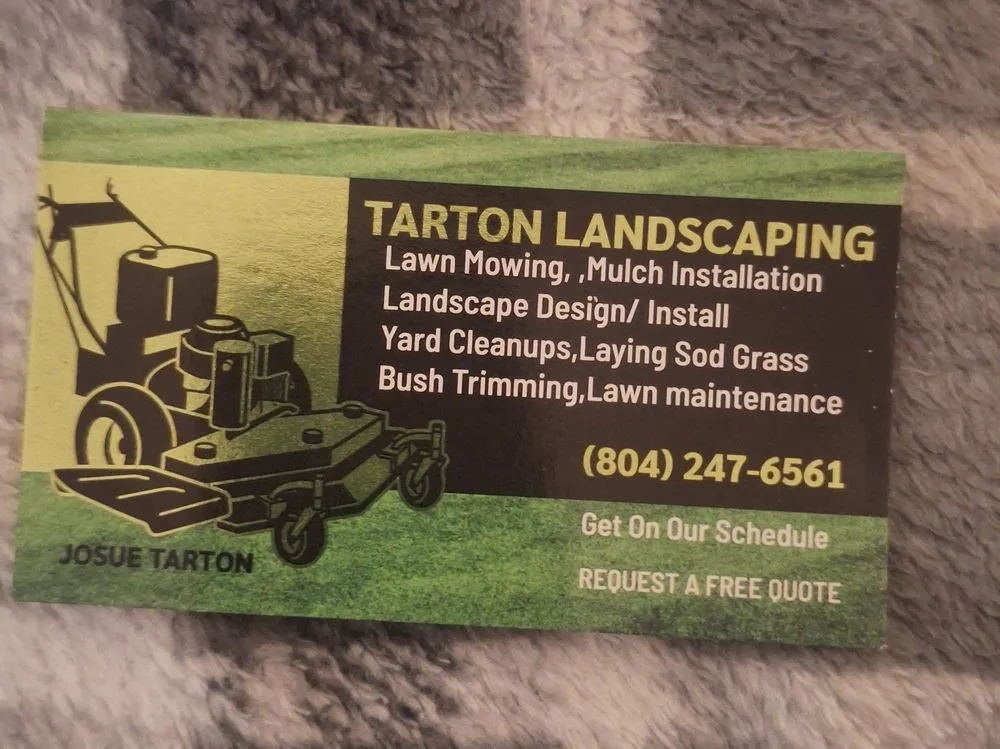 TARTON LANDSCAPING
Lawn Mowing, ,Mulch Installation
Landscape Design/ Install
Yard Cleanups,Laying Sod Grass
Bush Trimming,Lawn maintenance
(804) 247-6561
Get On Our Schedule
REQUEST A FREE QUOTE
JOSUE TARTON